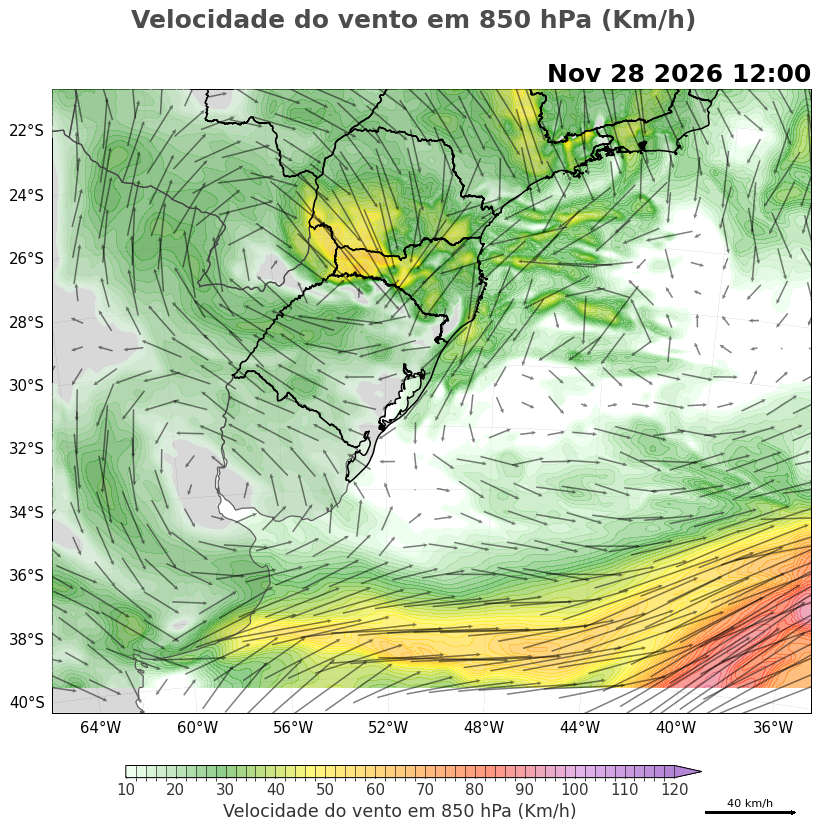 Velocidade do vento em 850 hPa (Km/h)
Nov 28 2026 12:00
22°S
24°S
26°S
28°S
30°S
32°S
34°S
36°S
38°S
40°S
64°W 60°W 56°W 52°W 48°W 44°W 40°W 36°W
10 20 30 40 50 60 70 80 90 100 110 120
Velocidade do vento em 850 hPa (Km/h)
40 km/h